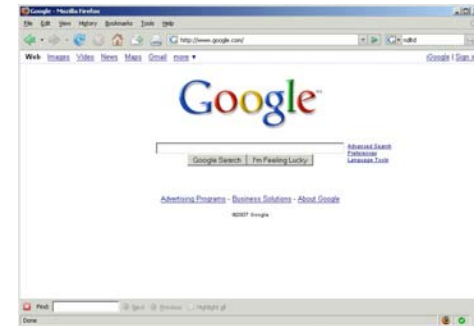 Google - Mozilla Firefox
File Edit View History Bookmarks Tools Help
http://www.google.com/
Web Images Video News Maps Gmail more ▼
iGoogle | Sign
Google
Advanced Search
Preferences
Language Tools
Google Search I'm Feeling Lucky
Advertising Programs - Business Solutions - About Google
©2007 Google
Find: Next Previous Highlight all
Done